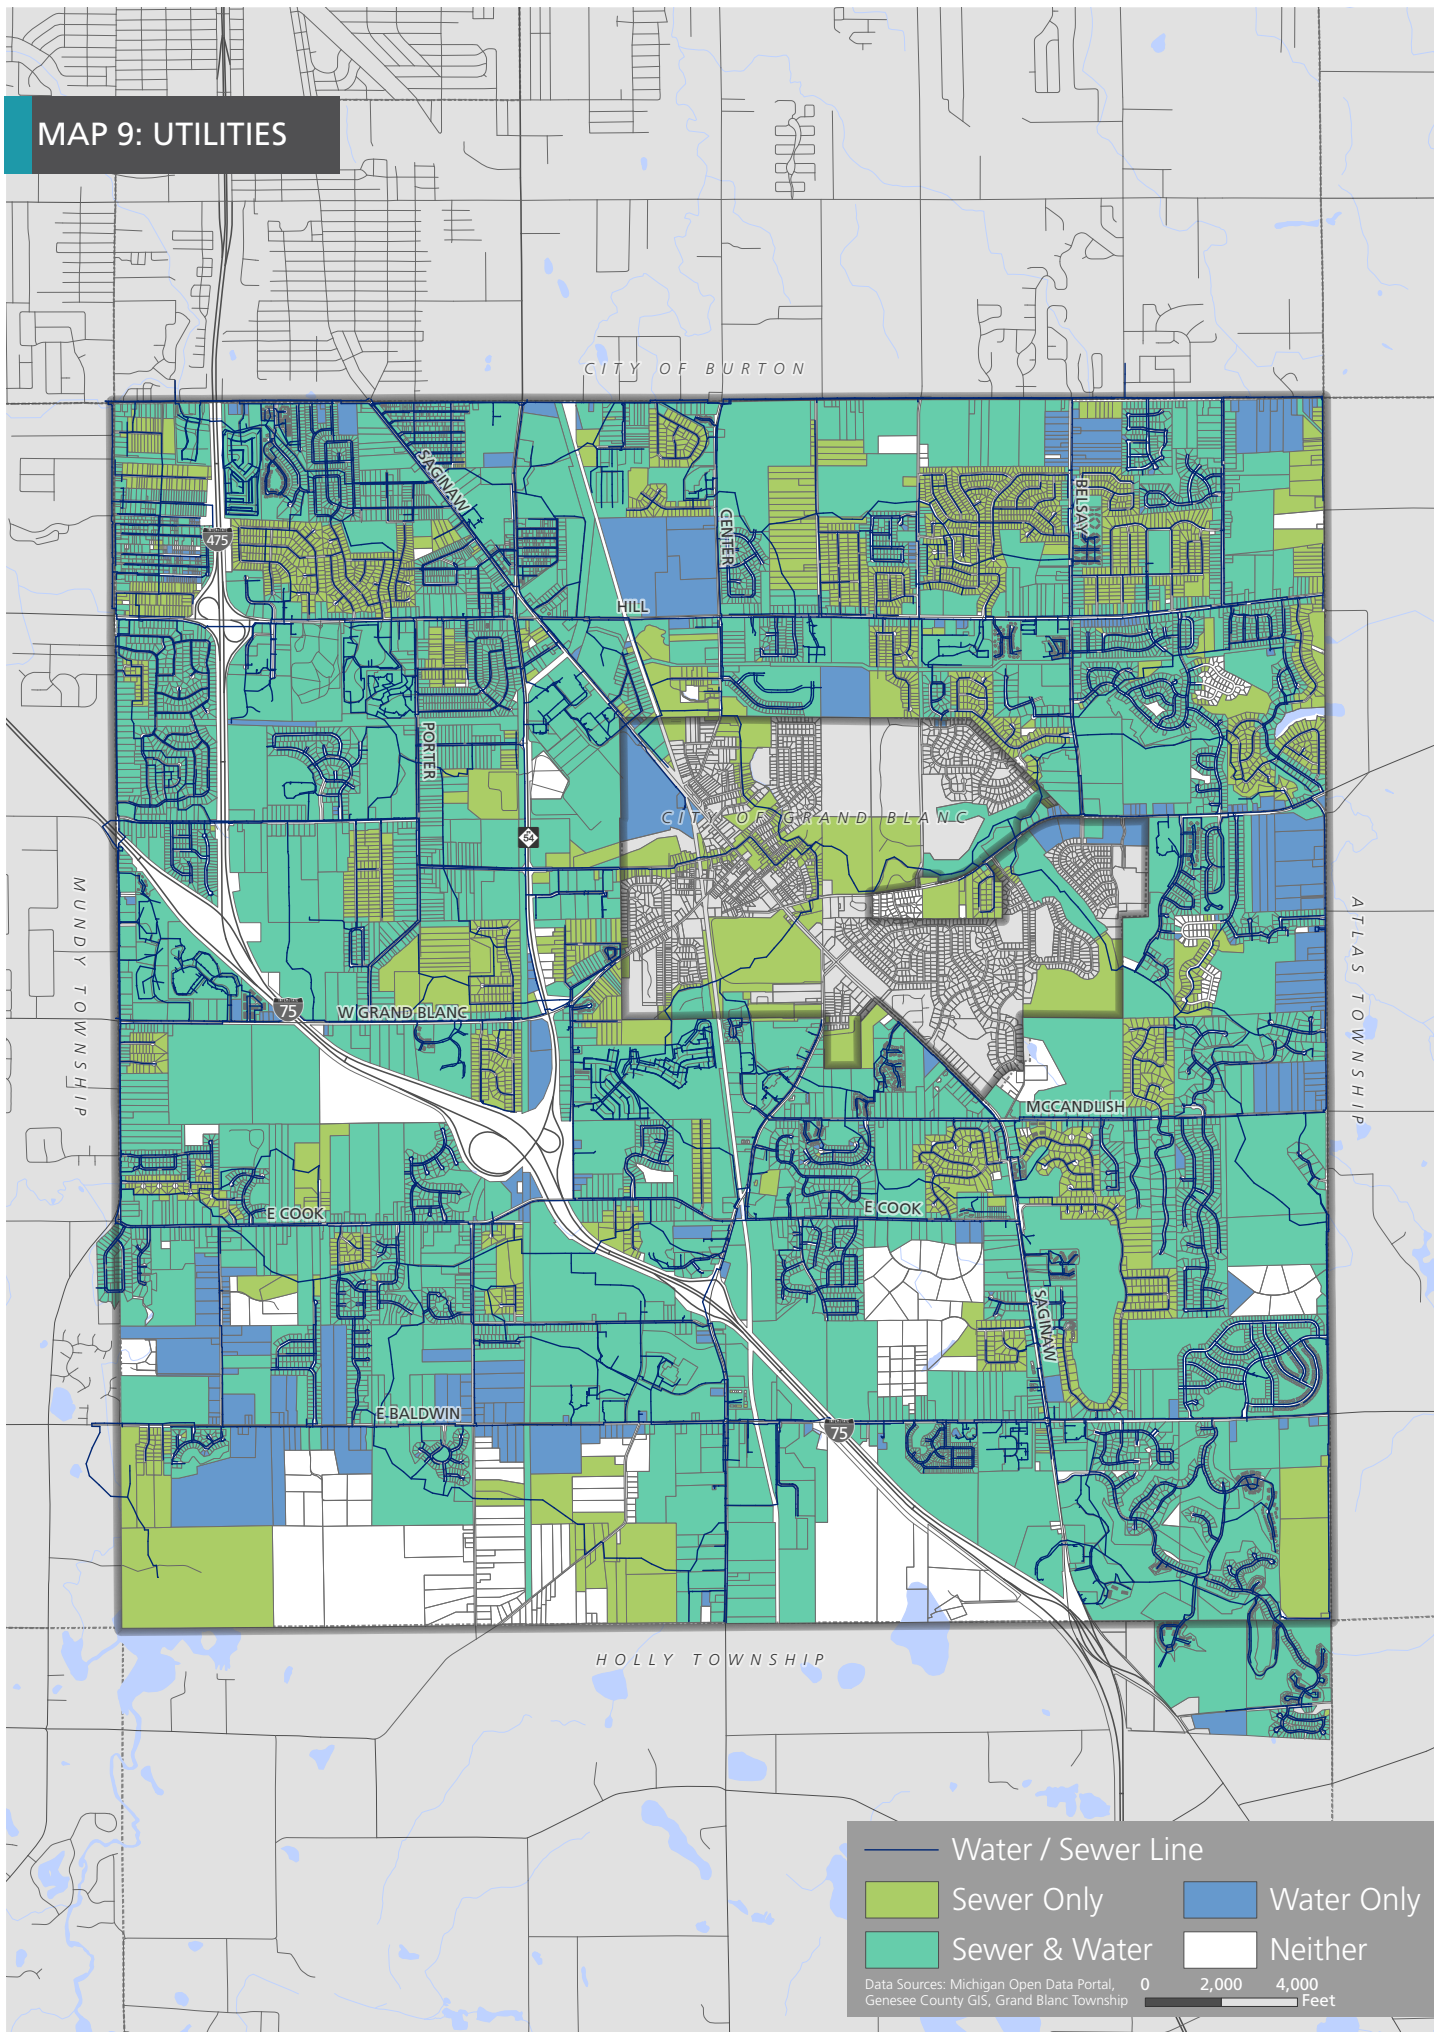 MAP 9: UTILITIES
CITY OF BURTON
SAGINAW
BELSAY
475
CENTER
HILL
PORTER
54
CITY OF GRAND BLANC
MUNDY TOWNSHIP
ATLAS TOWNSHIP
75
W GRAND BLANC
MCCANDLISH
E COOK
E COOK
SAGINAW
E BALDWIN
75
HOLLY TOWNSHIP
Water / Sewer Line
Sewer Only
Water Only
Sewer & Water
Neither
Data Sources: Michigan Open Data Portal,
Genesee County GIS, Grand Blanc Township
0 2,000 4,000
Feet